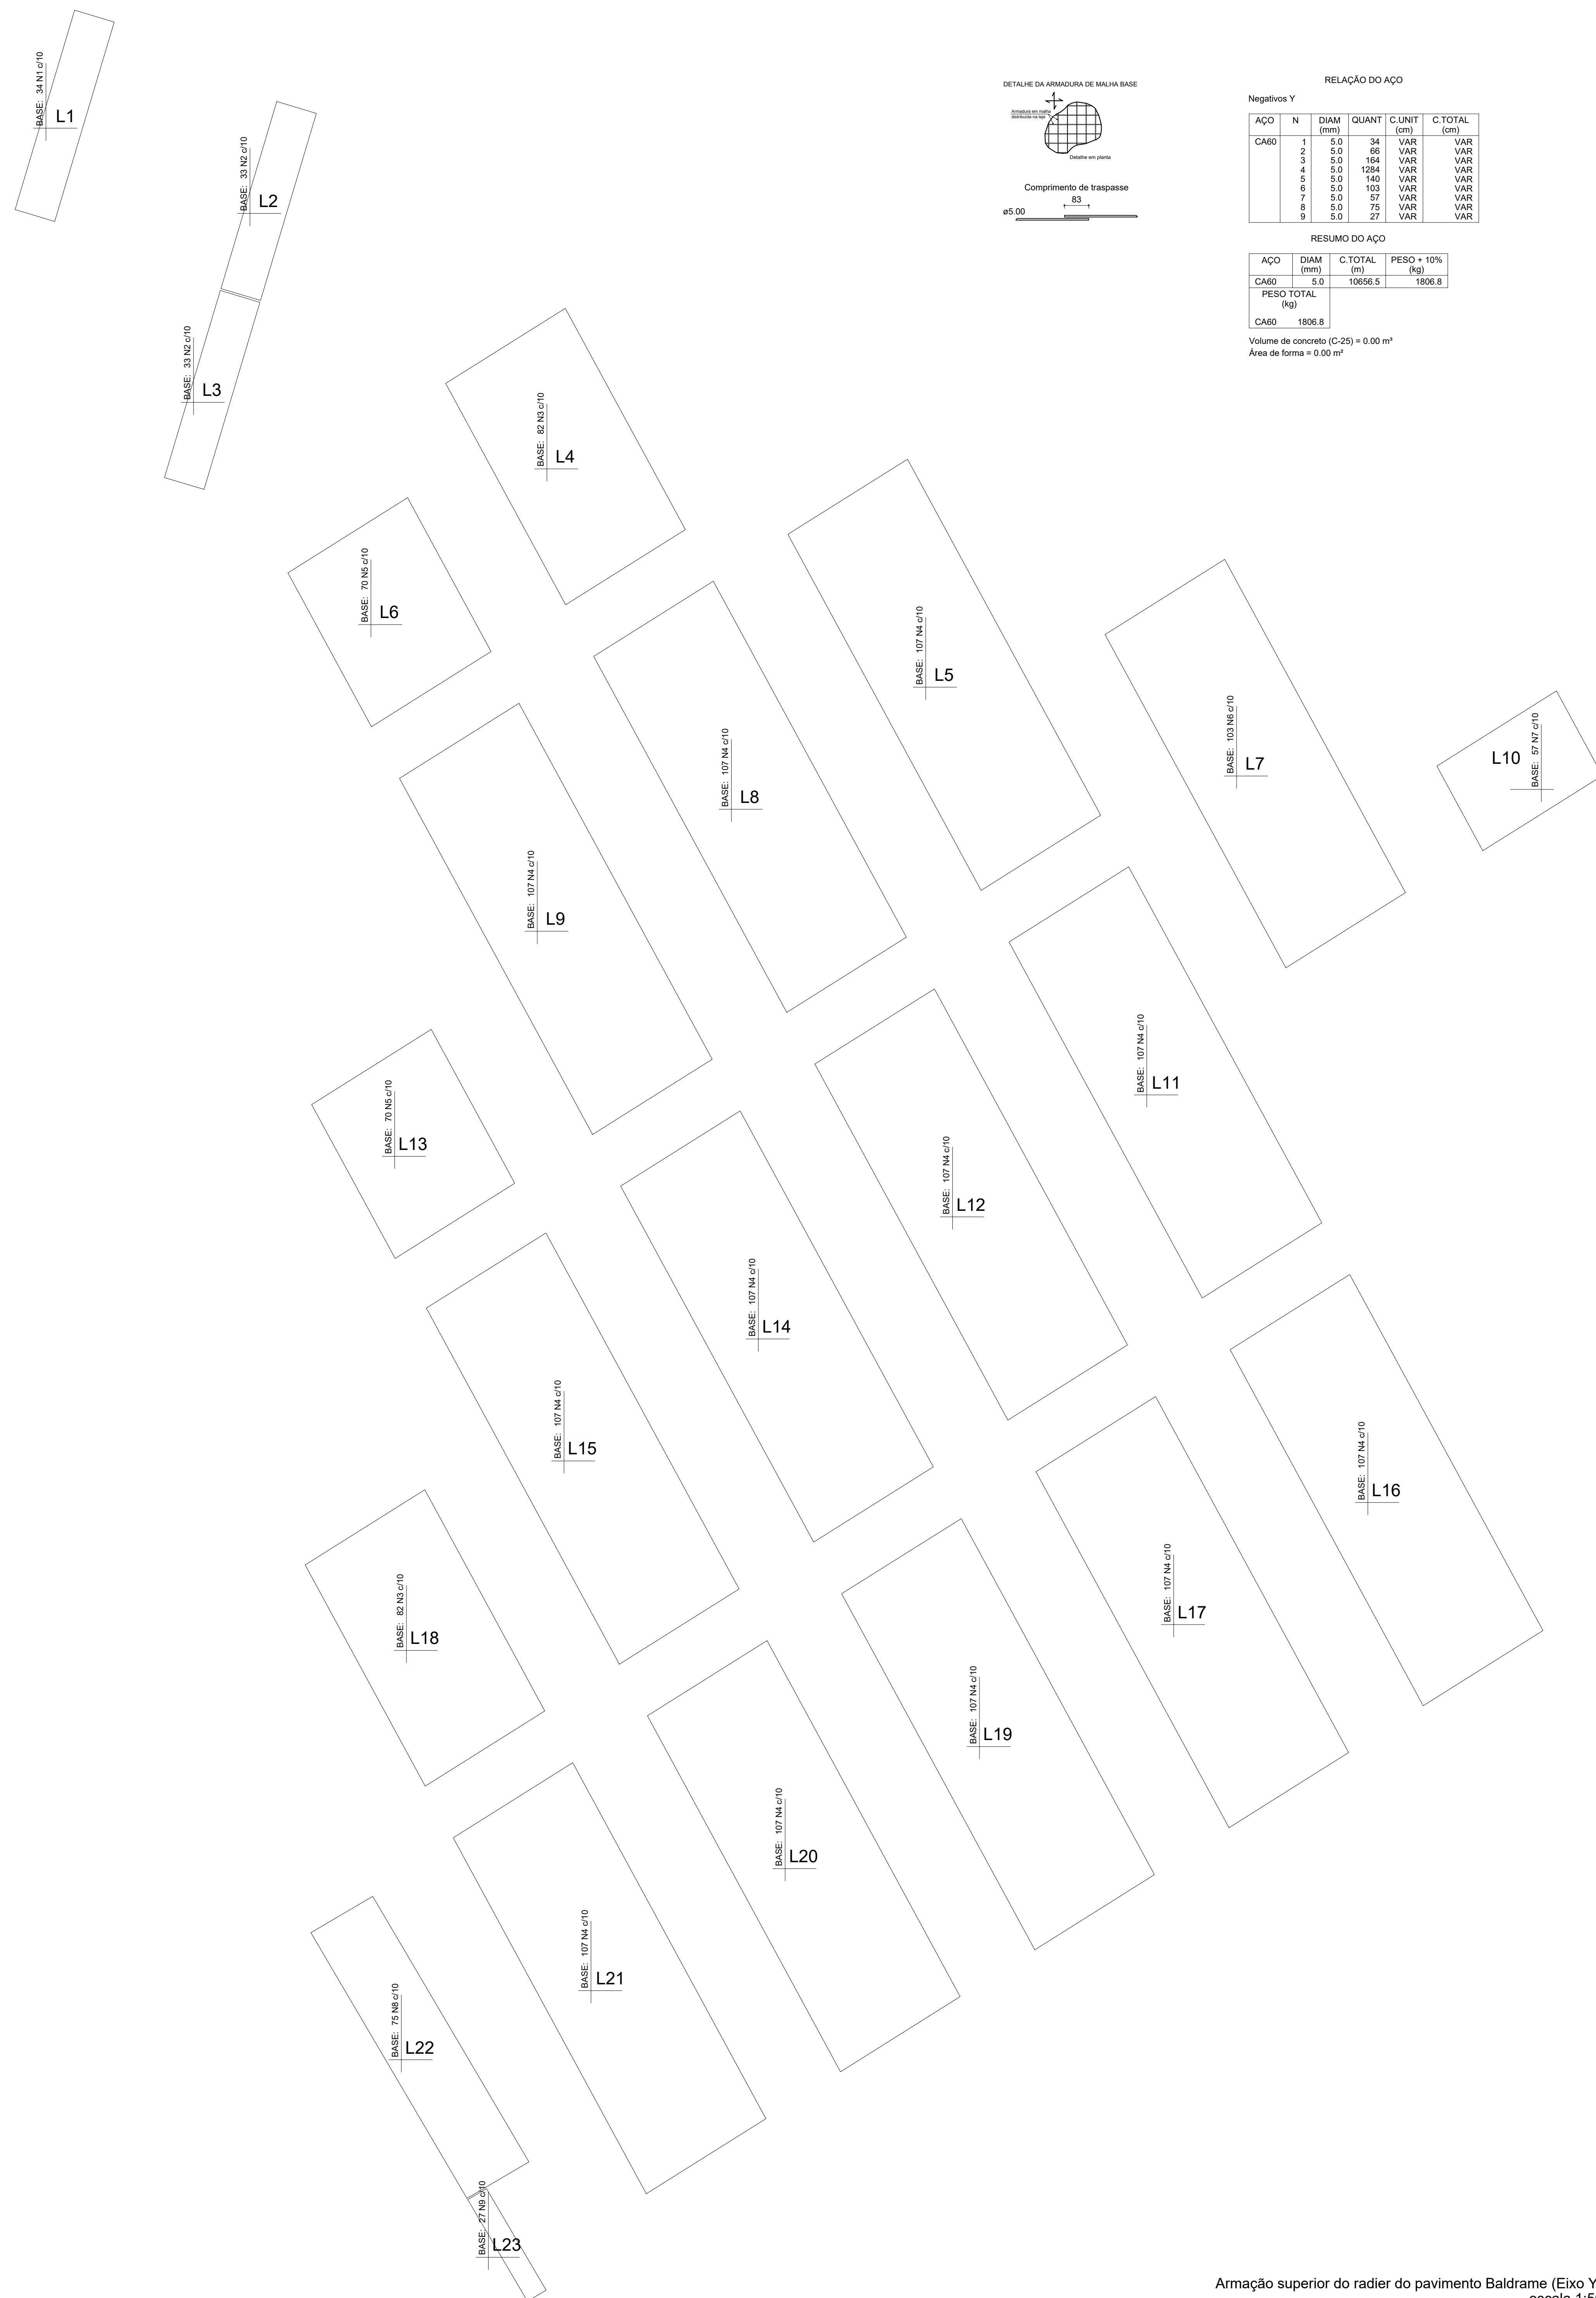 BASE: 34 N1 c/10
L1
BASE: 33 N2 c/10
L2
BASE: 33 N2 c/10
L3
DETALHE DA ARMADURA DE MALHA BASE
Armadura em malha
distribuída na laje
Detalhe em planta
Comprimento de traspasse
83
ø5.00
RELAÇÃO DO AÇO
Negativos Y
AÇO N DIAM QUANT C.UNIT C.TOTAL
(mm) (cm) (cm)
CA60 1 5.0 34 VAR VAR
2 5.0 66 VAR VAR
3 5.0 164 VAR VAR
4 5.0 1284 VAR VAR
5 5.0 140 VAR VAR
6 5.0 103 VAR VAR
7 5.0 57 VAR VAR
8 5.0 75 VAR VAR
9 5.0 27 VAR VAR
RESUMO DO AÇO
AÇO DIAM C.TOTAL PESO + 10%
(mm) (m) (kg)
CA60 5.0 10656.5 1806.8
PESO TOTAL
(kg)
CA60 1806.8
Volume de concreto (C-25) = 0.00 m³
Área de forma = 0.00 m²
BASE: 82 N3 c/10
L4
BASE: 107 N4 c/10
L5
BASE: 70 N5 c/10
L6
BASE: 103 N6 c/10
L7
BASE: 107 N4 c/10
L8
BASE: 107 N4 c/10
L9
L10
BASE: 57 N7 c/10
BASE: 107 N4 c/10
L11
BASE: 107 N4 c/10
L12
BASE: 70 N5 c/10
L13
BASE: 107 N4 c/10
L14
BASE: 107 N4 c/10
L15
BASE: 107 N4 c/10
L16
BASE: 107 N4 c/10
L17
BASE: 82 N3 c/10
L18
BASE: 107 N4 c/10
L19
BASE: 107 N4 c/10
L20
BASE: 107 N4 c/10
L21
BASE: 75 N8 c/10
L22
BASE: 27 N9 c/10
L23
Armação superior do radier do pavimento Baldrame (Eixo Y
escala 1:5